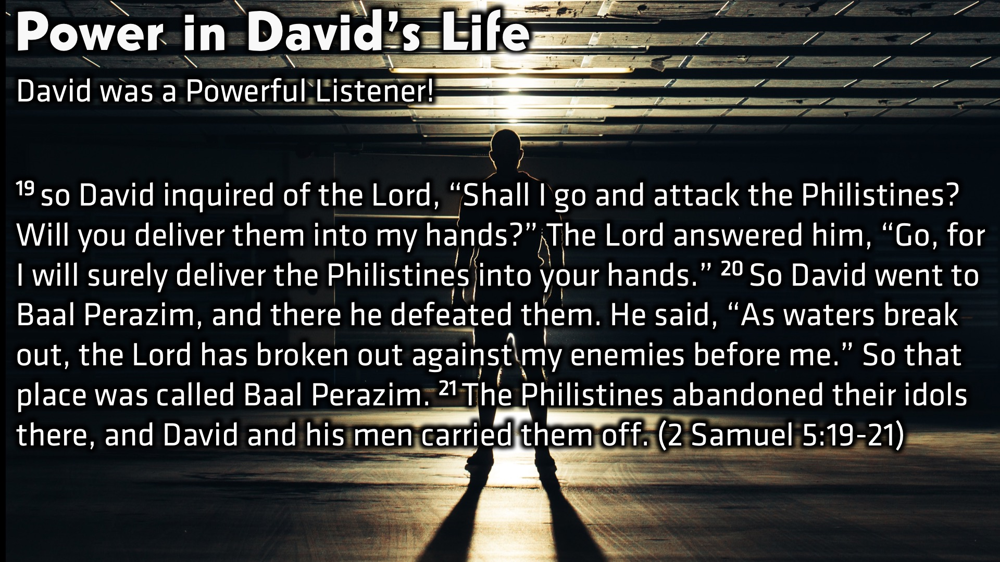 Power in David’s Life
David was a Powerful Listener!
¹⁹ so David inquired of the Lord, “Shall I go and attack the Philistines?
Will you deliver them into my hands?” The Lord answered him, “Go, for
I will surely deliver the Philistines into your hands.” ²⁰ So David went to
Baal Perazim, and there he defeated them. He said, “As waters break
out, the Lord has broken out against my enemies before me.” So that
place was called Baal Perazim. ²¹ The Philistines abandoned their idols
there, and David and his men carried them off. (2 Samuel 5:19-21)